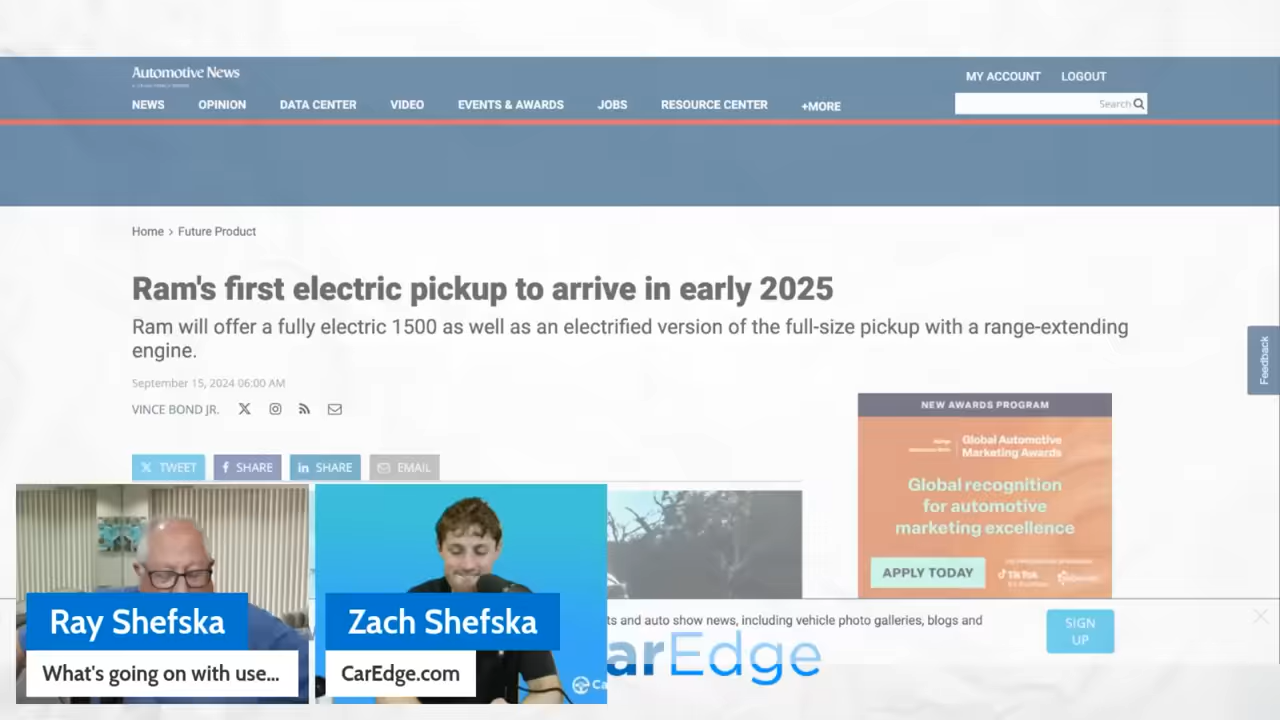 Automotive News
MY ACCOUNT LOGOUT
NEWS OPINION DATA CENTER VIDEO EVENTS & AWARDS JOBS RESOURCE CENTER +MORE
Search
Home > Future Product
Ram's first electric pickup to arrive in early 2025
Ram will offer a fully electric 1500 as well as an electrified version of the full-size pickup with a range-extending
engine.
Feedback
September 15, 2024 06:00 AM
VINCE BOND JR.
TWEET SHARE SHARE EMAIL
NEW AWARDS PROGRAM
Global Automotive
Marketing Awards
Global recognition
for automotive
marketing excellence
APPLY TODAY
TikTok
Ray Shefska
What's going on with use...
Zach Shefska
CarEdge.com
Ca
ts and auto show news, including vehicle photo galleries, blogs and
SIGN
UP
arEdge